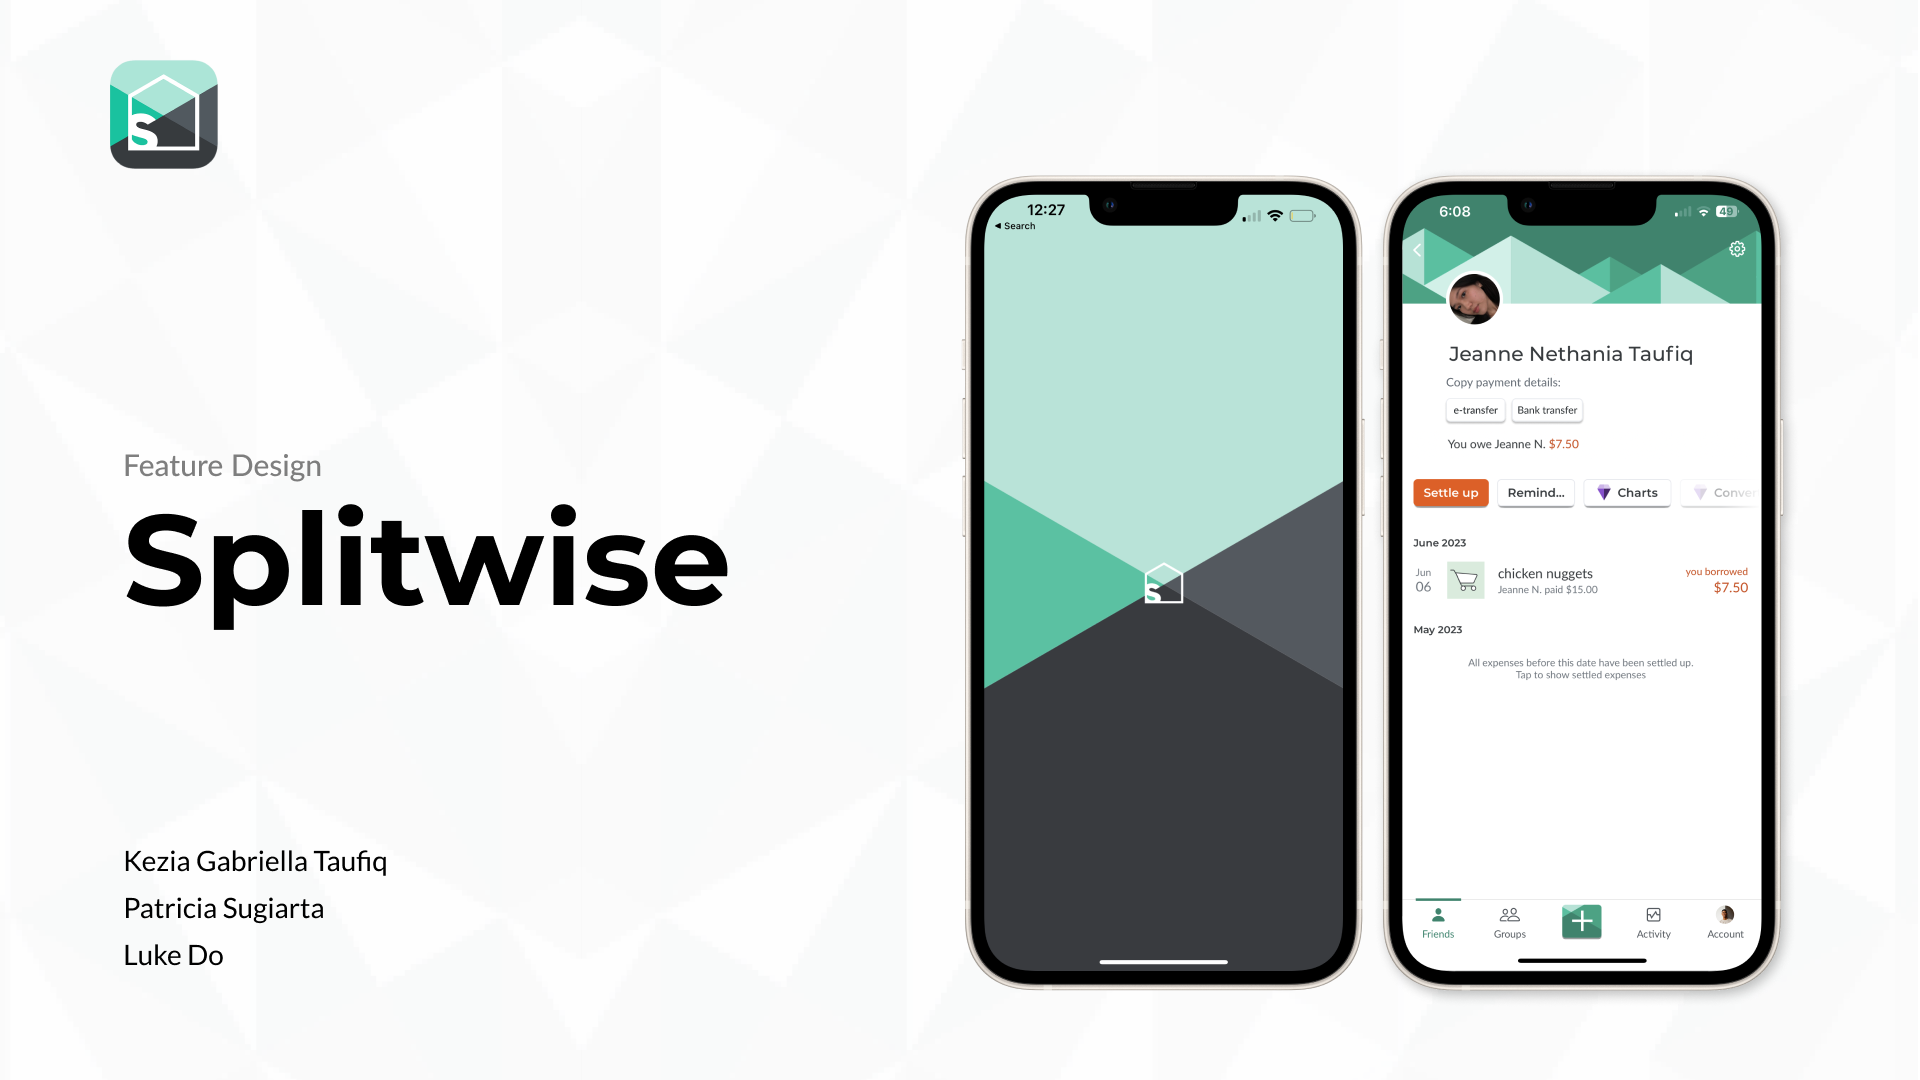 S
Feature Design
Splitwise
Kezia Gabriella Taufiq
Patricia Sugiarta
Luke Do
12:27
◀ Search
S
6:08
49
Jeanne Nethania Taufiq
Copy payment details:
e-transfer
Bank transfer
You owe Jeanne N. $7.50
Settle up
Remind...
Charts
Conver
June 2023
Jun
06
chicken nuggets
Jeanne N. paid $15.00
you borrowed
$7.50
May 2023
All expenses before this date have been settled up.
Tap to show settled expenses
Friends
Groups
Activity
Account